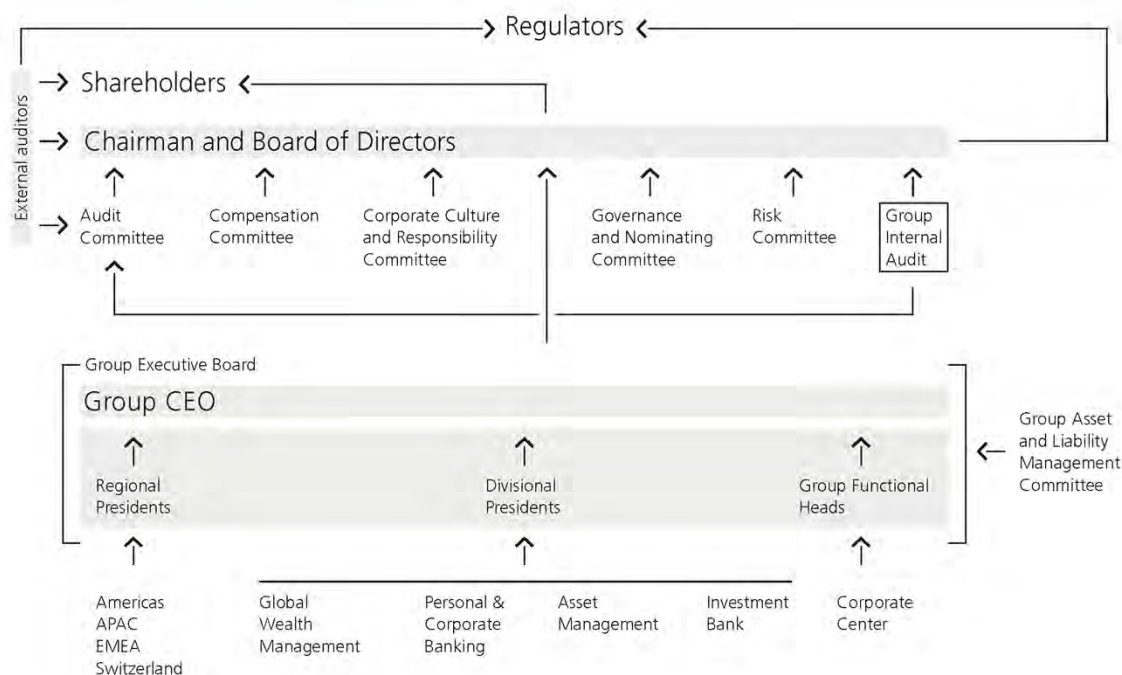 Regulators
Shareholders
External auditors
Chairman and Board of Directors
Audit
Committee
Compensation
Committee
Corporate Culture
and Responsibility
Committee
Governance
and Nominating
Committee
Risk
Committee
Group
Internal
Audit
Group Executive Board
Group CEO
Group Asset
and Liability
Management
Committee
Regional
Presidents
Divisional
Presidents
Group Functional
Heads
Americas
APAC
EMEA
Switzerland
Global
Wealth
Management
Personal &
Corporate
Banking
Asset
Management
Investment
Bank
Corporate
Center